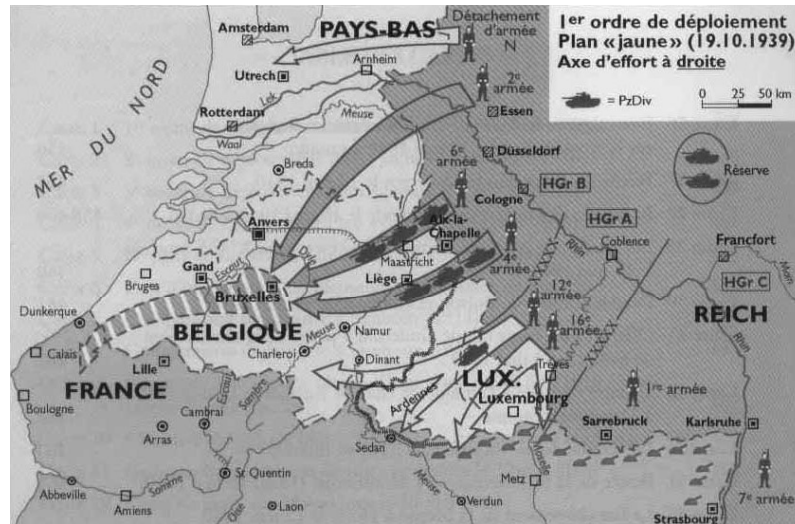 1er ordre de déploiement
Plan « jaune » (19.10.1939)
Axe d'effort à droite
= PzDiv
0 25 50 km
PAYS-BAS
Détachement
d'armée
N
Amsterdam
Utrech
Arnheim
Lek
Rotterdam
Waal
Meuse
2e
armée
Essen
MER DU NORD
Breda
6e
armée
Düsseldorf
Réserve
Cologne
HGr B
HGr A
Anvers
Aix-la-
Chapelle
Maastricht
Rhin
Coblence
Francfort
Main
HGr C
Gand
Escaut
Dyle
Bruges
Bruxelles
Liège
4e
armée
12e
armée
REICH
Dunkerque
BELGIQUE
Meuse
Namur
16e
armée
Rhin
Calais
Charleroi
Dinant
Lille
Sambre
Escaut
LUX.
Trèves
FRANCE
Ardennes
Luxembourg
1re armée
Boulogne
Cambrai
Arras
Sedan
Sarrebruck
Karlsruhe
Moselle
St Quentin
Metz
Abbeville
Somme
Amiens
Oise
Laon
Meuse
Verdun
7e
armée
Strasbourg